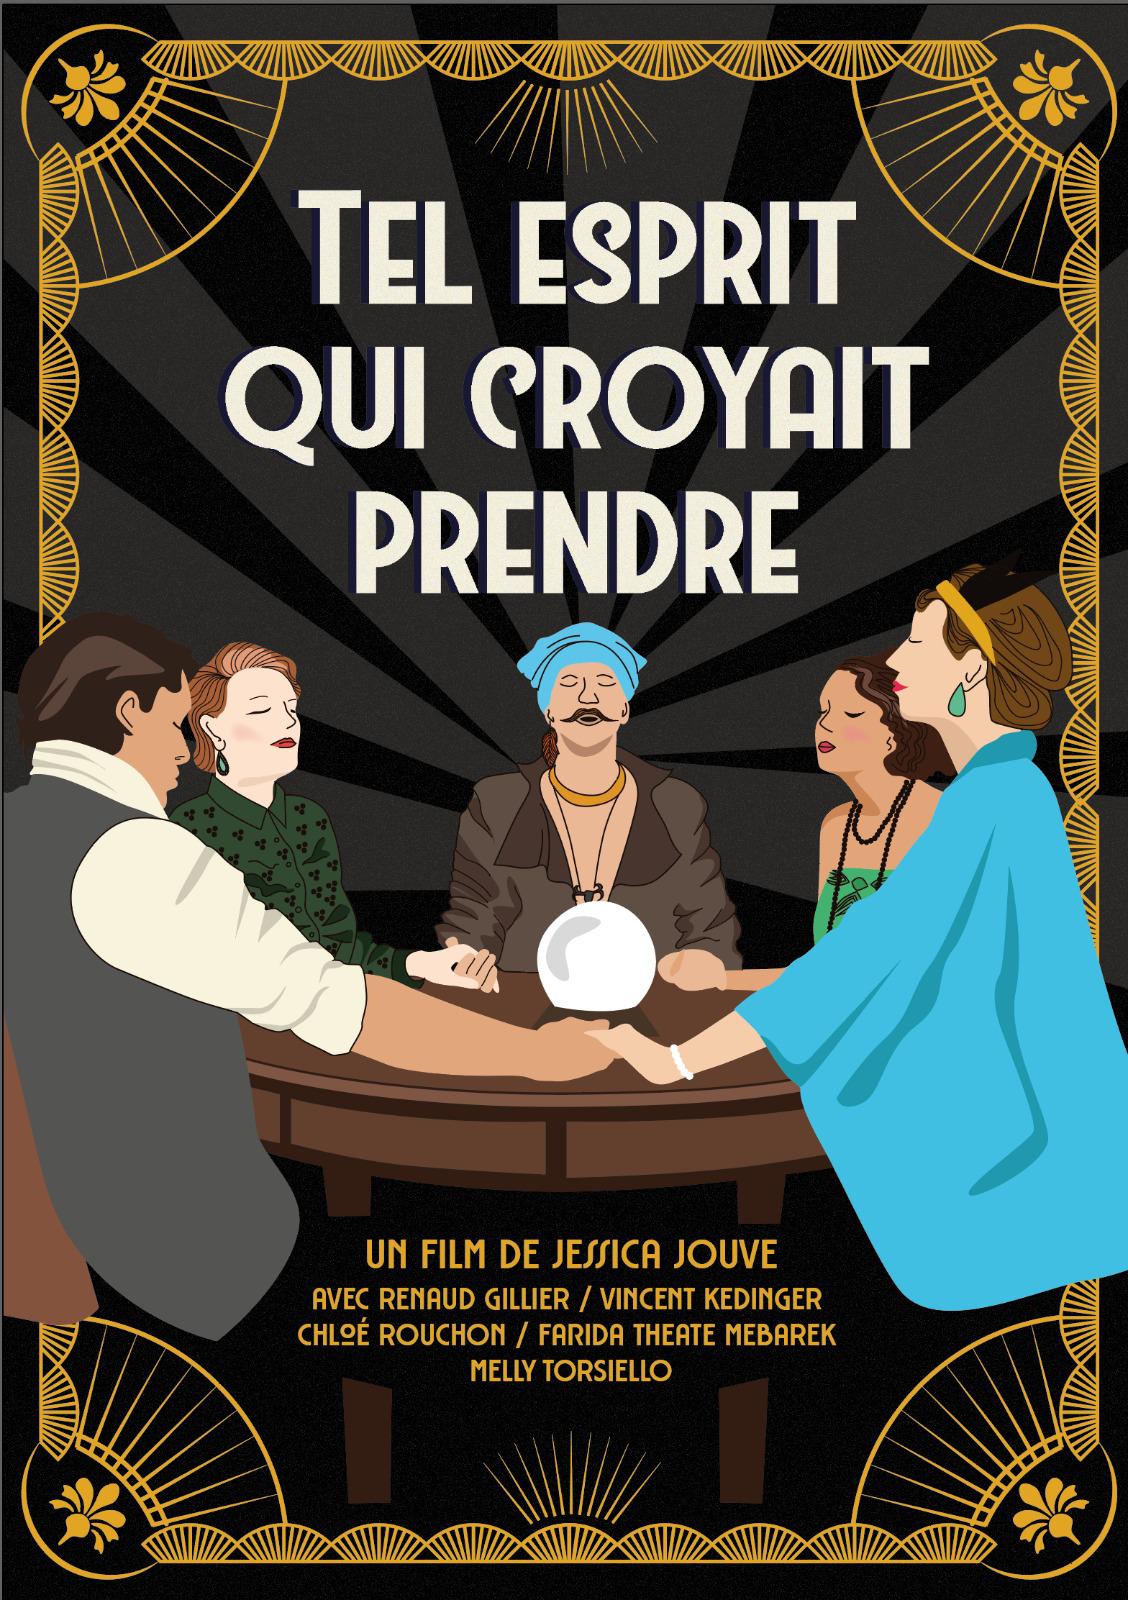 TEL ESPRIT
QUI CROYAIT
PRENDRE
UN FILM DE JESSICA JOUVE
AVEC RENAUD GILLIER / VINCENT KEDINGER
CHLOÉ ROUCHON / FARIDA THEATE MEBAREK
MELLY TORSIELLO